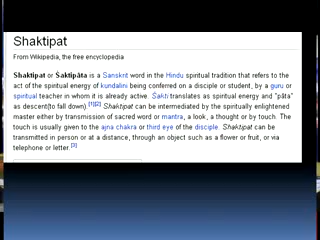 Shaktipat
From Wikipedia, the free encyclopedia
Shaktipat or Śaktipāta is a Sanskrit word in the Hindu spiritual tradition that refers to the
act of the spiritual energy of kundalini being conferred on a disciple or student, by a guru or
spiritual teacher in whom it is already active. Śakti translates as spiritual energy and "pāta"
as descent(to fall down).[1][2] Shaktipat can be intermediated by the spiritually enlightened
master either by transmission of sacred word or mantra, a look, a thought or by touch. The
touch is usually given to the ajna chakra or third eye of the disciple. Shaktipat can be
transmitted in person or at a distance, through an object such as a flower or fruit, or via
telephone or letter.[3]